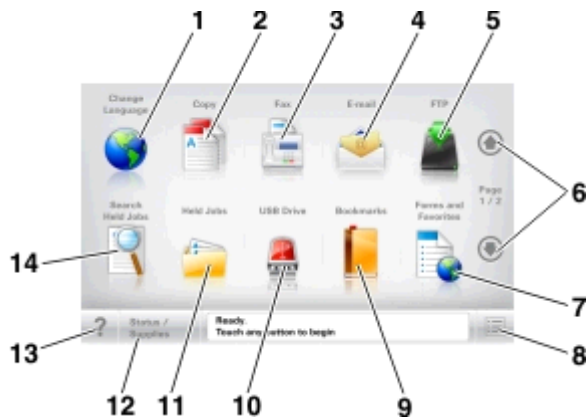 1 2 3 4 5
Change Language
Copy
Fax
E-mail
FTP
6
Page
1 / 2
Search Held Jobs
Held Jobs
USB Drive
Bookmarks
Forms and Favorites
14
7
?
Status / Supplies
Ready.
Touch any button to begin
8
13
12
11
10
9